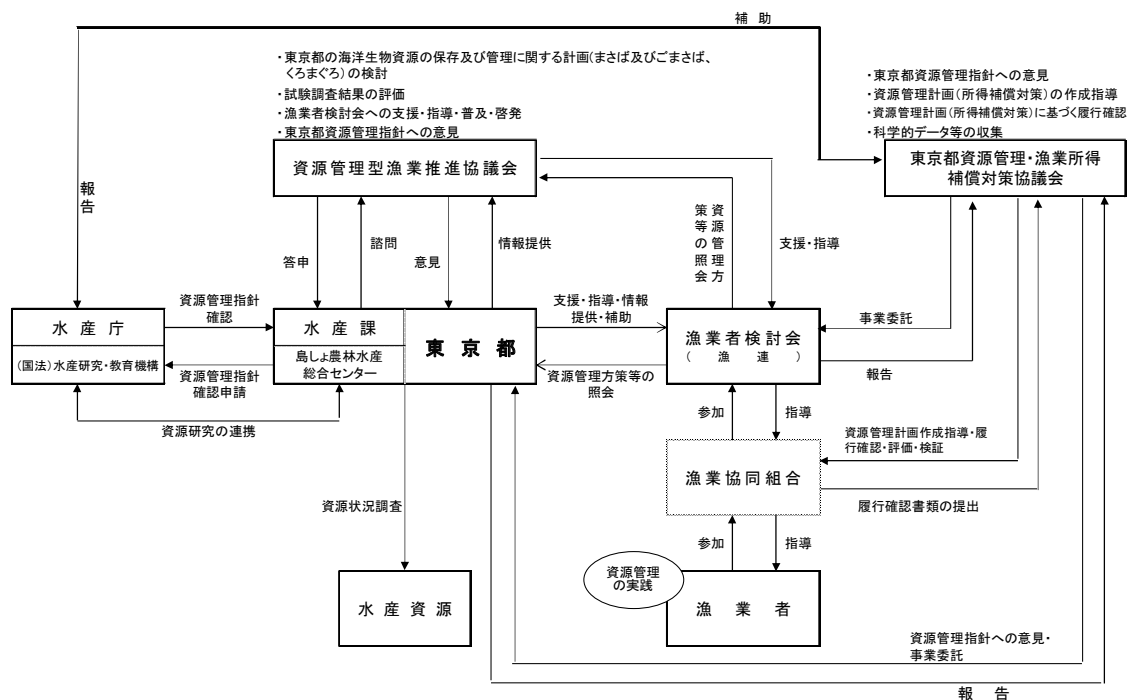 補助
・東京都の海洋生物資源の保存及び管理に関する計画(まさば及びごまさば、
くろまぐろ)の検討
・試験調査結果の評価
・漁業者検討会への支援・指導・普及・啓発
・東京都資源管理指針への意見
・東京都資源管理指針への意見
・資源管理計画(所得補償対策)の作成指導
・資源管理計画(所得補償対策)に基づく履行確認
・科学的データ等の収集
資源管理型漁業推進協議会
東京都資源管理・漁業所得
補償対策協議会
報告
答申
諮問
意見
情報提供
資源管理方
策等の照会
支援・指導
事業委託
報告
資源管理指針
確認
水産庁
(国法)水産研究・教育機構
資源管理指針
確認申請
資源研究の連携
水産課
島しょ農林水産
総合センター
東京都
支援・指導・情報
提供・補助
資源管理方策等の
照会
漁業者検討会
(漁連)
参加
指導
資源管理計画作成指導・履
行確認・評価・検証
漁業協同組合
履行確認書類の提出
資源状況調査
参加
指導
資源管理
の実践
水産資源
漁業者
資源管理指針への意見・
事業委託
報告